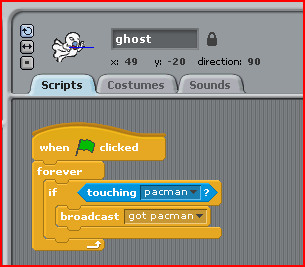 ghost
x: 49 y: -20 direction: 90
Scripts Costumes Sounds
when clicked
forever
if touching pacman ?
broadcast got pacman